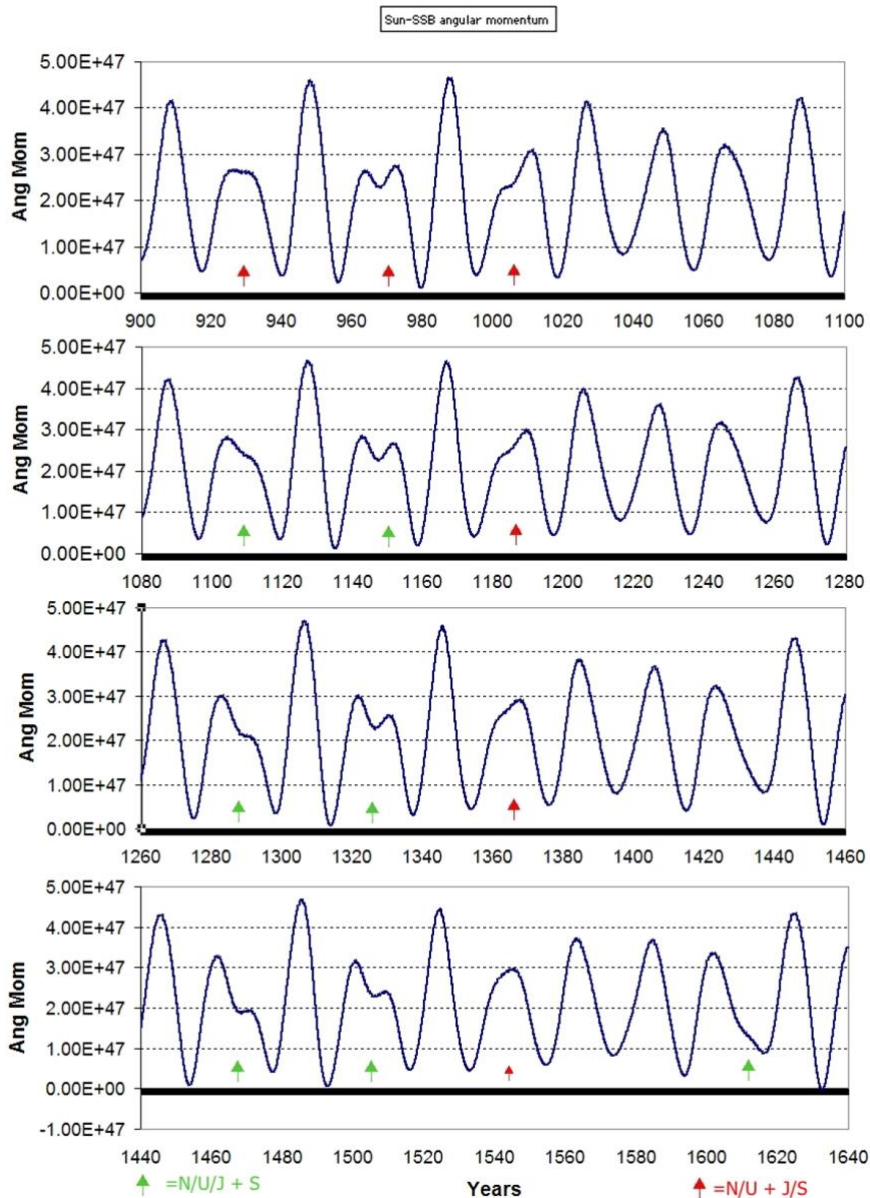 Sun-SSB angular momentum
5.00E+47
4.00E+47
3.00E+47
2.00E+47
1.00E+47
0.00E+00
Ang Mom
900 920 940 960 980 1000 1020 1040 1060 1080 1100
5.00E+47
4.00E+47
3.00E+47
2.00E+47
1.00E+47
0.00E+00
Ang Mom
1080 1100 1120 1140 1160 1180 1200 1220 1240 1260 1280
5.00E+47
4.00E+47
3.00E+47
2.00E+47
1.00E+47
0.00E+00
Ang Mom
1260 1280 1300 1320 1340 1360 1380 1400 1420 1440 1460
5.00E+47
4.00E+47
3.00E+47
2.00E+47
1.00E+47
0.00E+00
-1.00E+47
Ang Mom
1440 1460 1480 1500 1520 1540 1560 1580 1600 1620 1640
=N/U/J + S Years =N/U + J/S